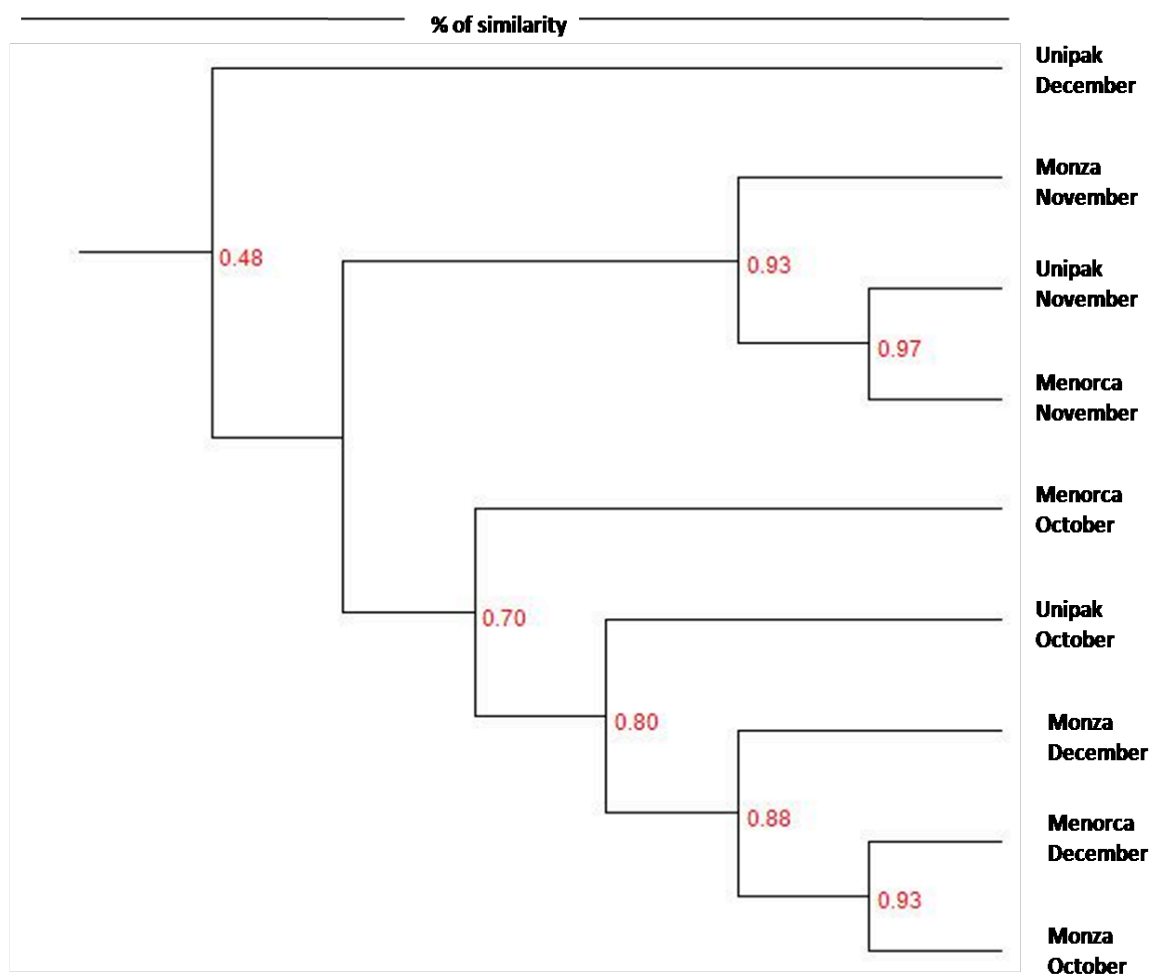 % of similarity
Unipak
December
Monza
November
0.48
0.93
Unipak
November
0.97
Menorca
November
Menorca
October
0.70
Unipak
October
0.80
Monza
December
0.88
Menorca
December
0.93
Monza
October